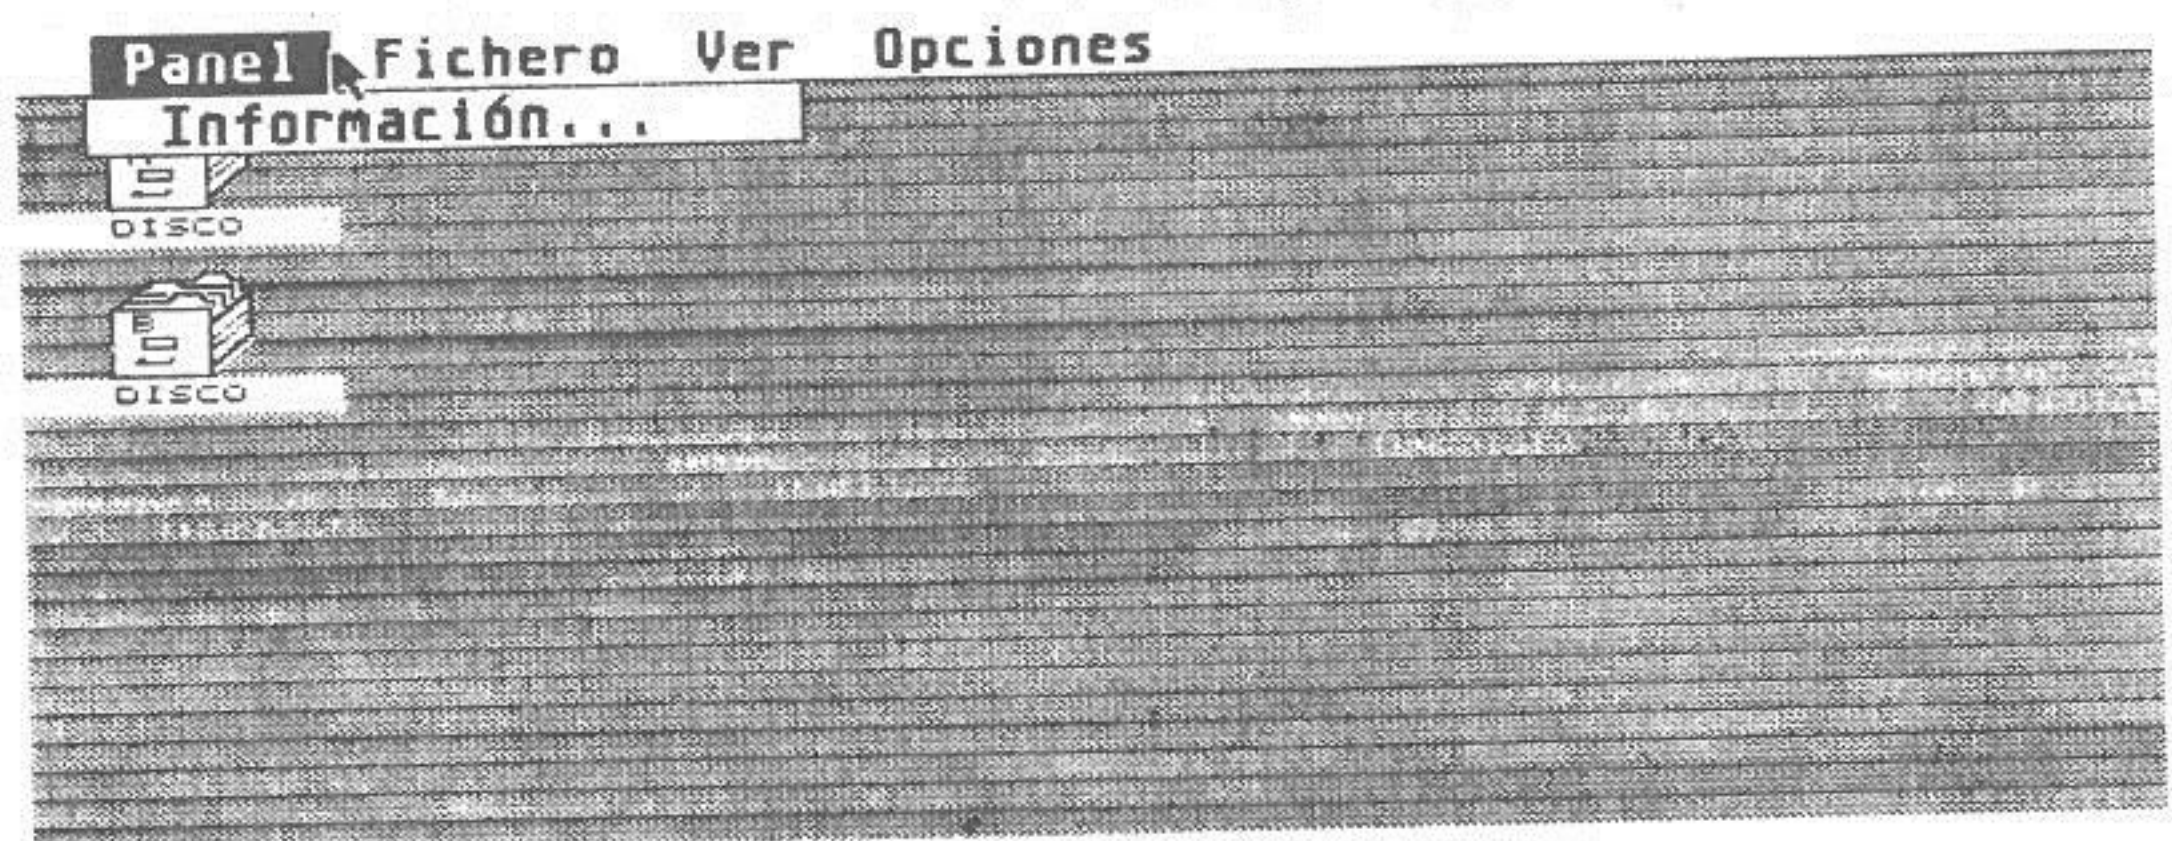 Panel Fichero Ver Opciones
Información...
DISCO
B
DISCO